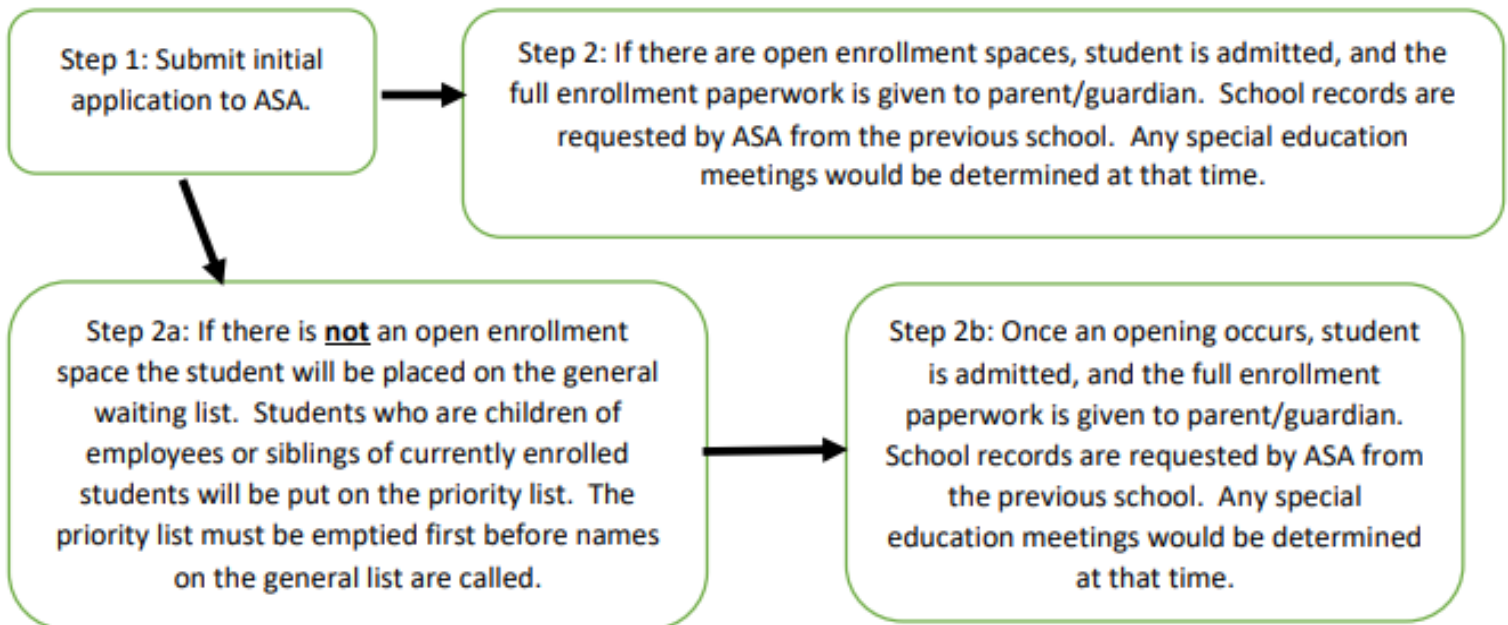 Step 1: Submit initial
application to ASA.
Step 2: If there are open enrollment spaces, student is admitted, and the
full enrollment paperwork is given to parent/guardian.  School records are
requested by ASA from the previous school.  Any special education
meetings would be determined at that time.
Step 2a: If there is not an open enrollment
space the student will be placed on the general
waiting list.  Students who are children of
employees or siblings of currently enrolled
students will be put on the priority list.  The
priority list must be emptied first before names
on the general list are called.
Step 2b: Once an opening occurs, student
is admitted, and the full enrollment
paperwork is given to parent/guardian.
School records are requested by ASA from
the previous school.  Any special
education meetings would be determined
at that time.